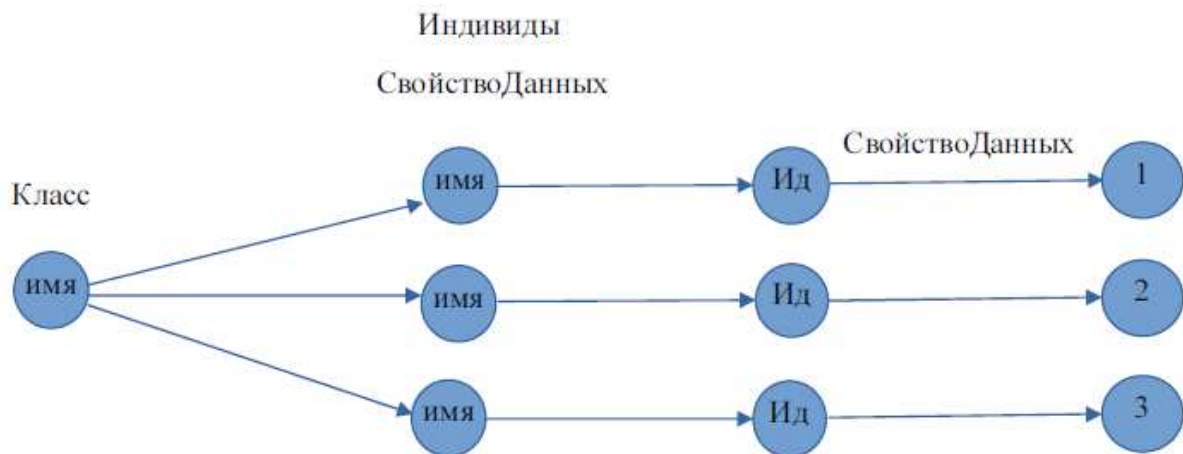 Индивиды
СвойствоДанных
СвойствоДанных
Класс
имя Ид 1
имя
имя Ид 2
имя Ид 3